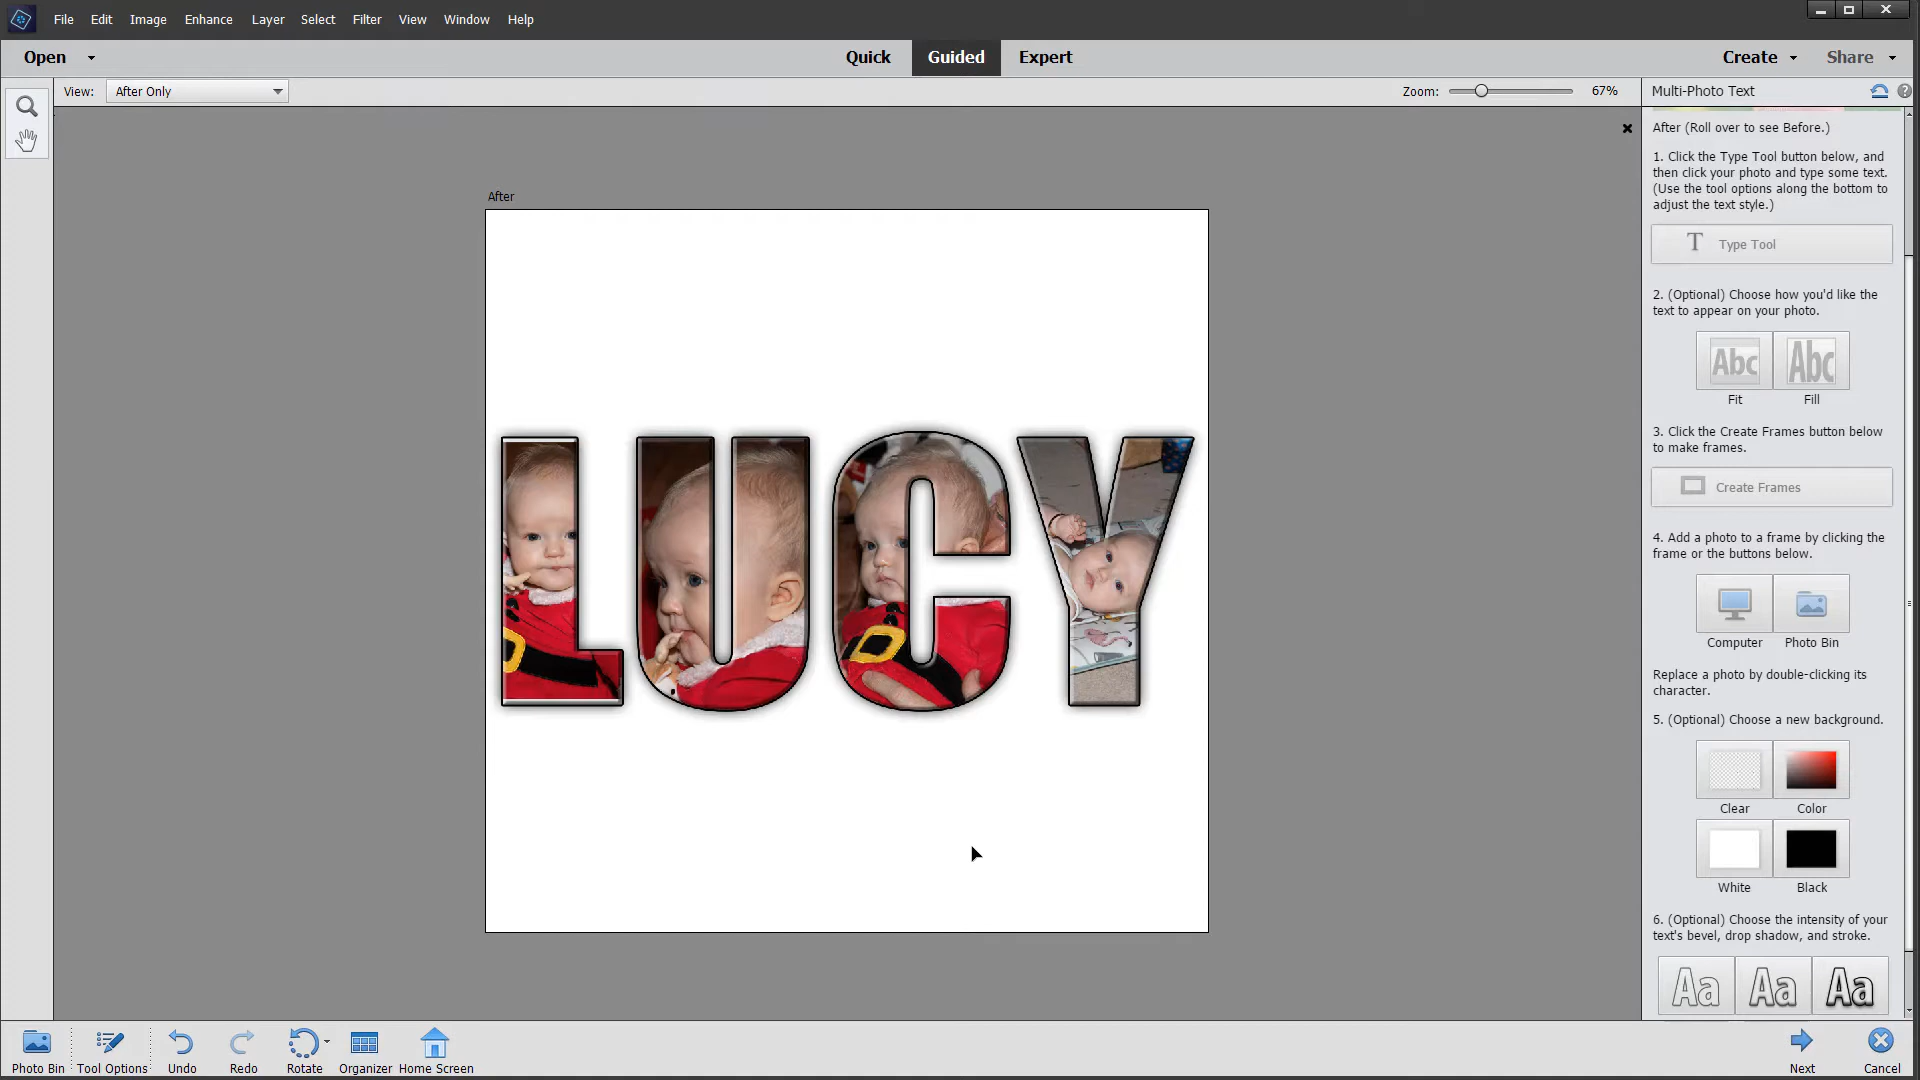 File Edit Image Enhance Layer Select Filter View Window Help
Open Quick Guided Expert Create Share
View: After Only Zoom: 67% Multi-Photo Text
After
LUCY
After (Roll over to see Before.)
1. Click the Type Tool button below, and
then click your photo and type some text.
(Use the tool options along the bottom to
adjust the text style.)
T Type Tool
2. (Optional) Choose how you'd like the
text to appear on your photo.
Abc Abc
Fit Fill
3. Click the Create Frames button below
to make frames.
Create Frames
4. Add a photo to a frame by clicking the
frame or the buttons below.
Computer Photo Bin
Replace a photo by double-clicking its
character.
5. (Optional) Choose a new background.
Clear Color
White Black
6. (Optional) Choose the intensity of your
text's bevel, drop shadow, and stroke.
Aa Aa Aa
Photo Bin Tool Options Undo Redo Rotate Organizer Home Screen Next Cancel